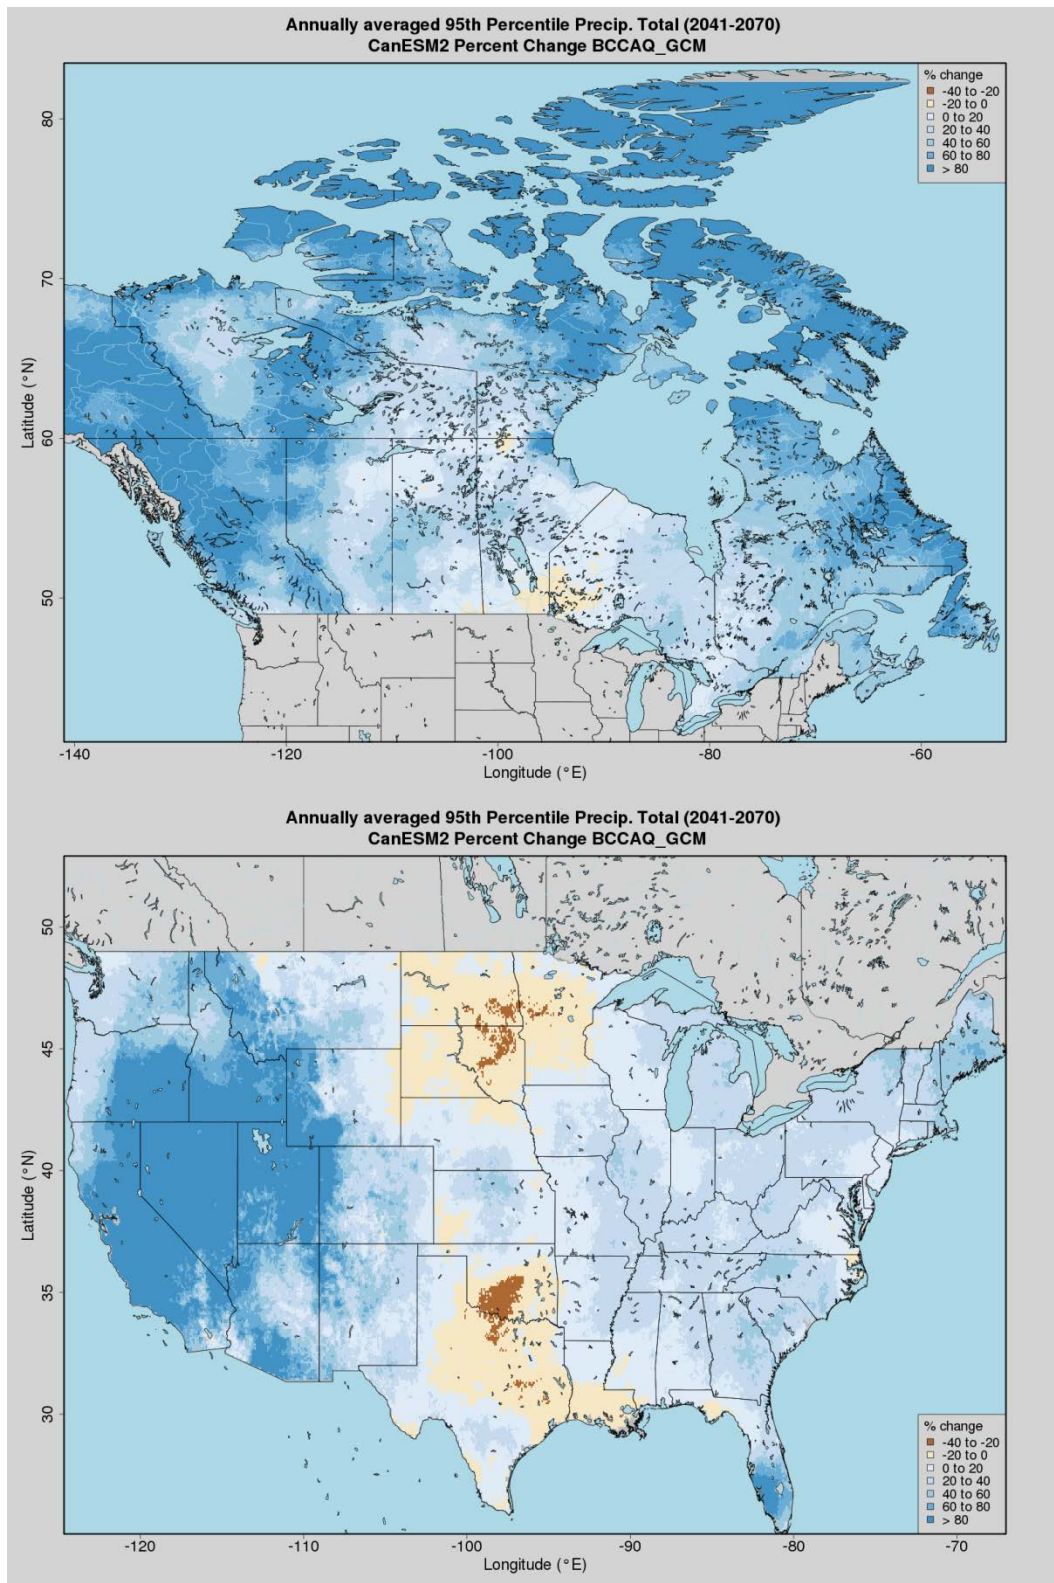 Annually averaged 95th Percentile Precip. Total (2041-2070)
CanESM2 Percent Change BCCAQ_GCM
% change
-40 to -20
-20 to 0
0 to 20
20 to 40
40 to 60
60 to 80
> 80
80
70
60
50
Latitude (°N)
-140
-120
-100
-80
-60
Longitude (°E)
Annually averaged 95th Percentile Precip. Total (2041-2070)
CanESM2 Percent Change BCCAQ_GCM
50
45
40
35
30
Latitude (°N)
% change
-40 to -20
-20 to 0
0 to 20
20 to 40
40 to 60
60 to 80
> 80
-120
-110
-100
-90
-80
-70
Longitude (°E)